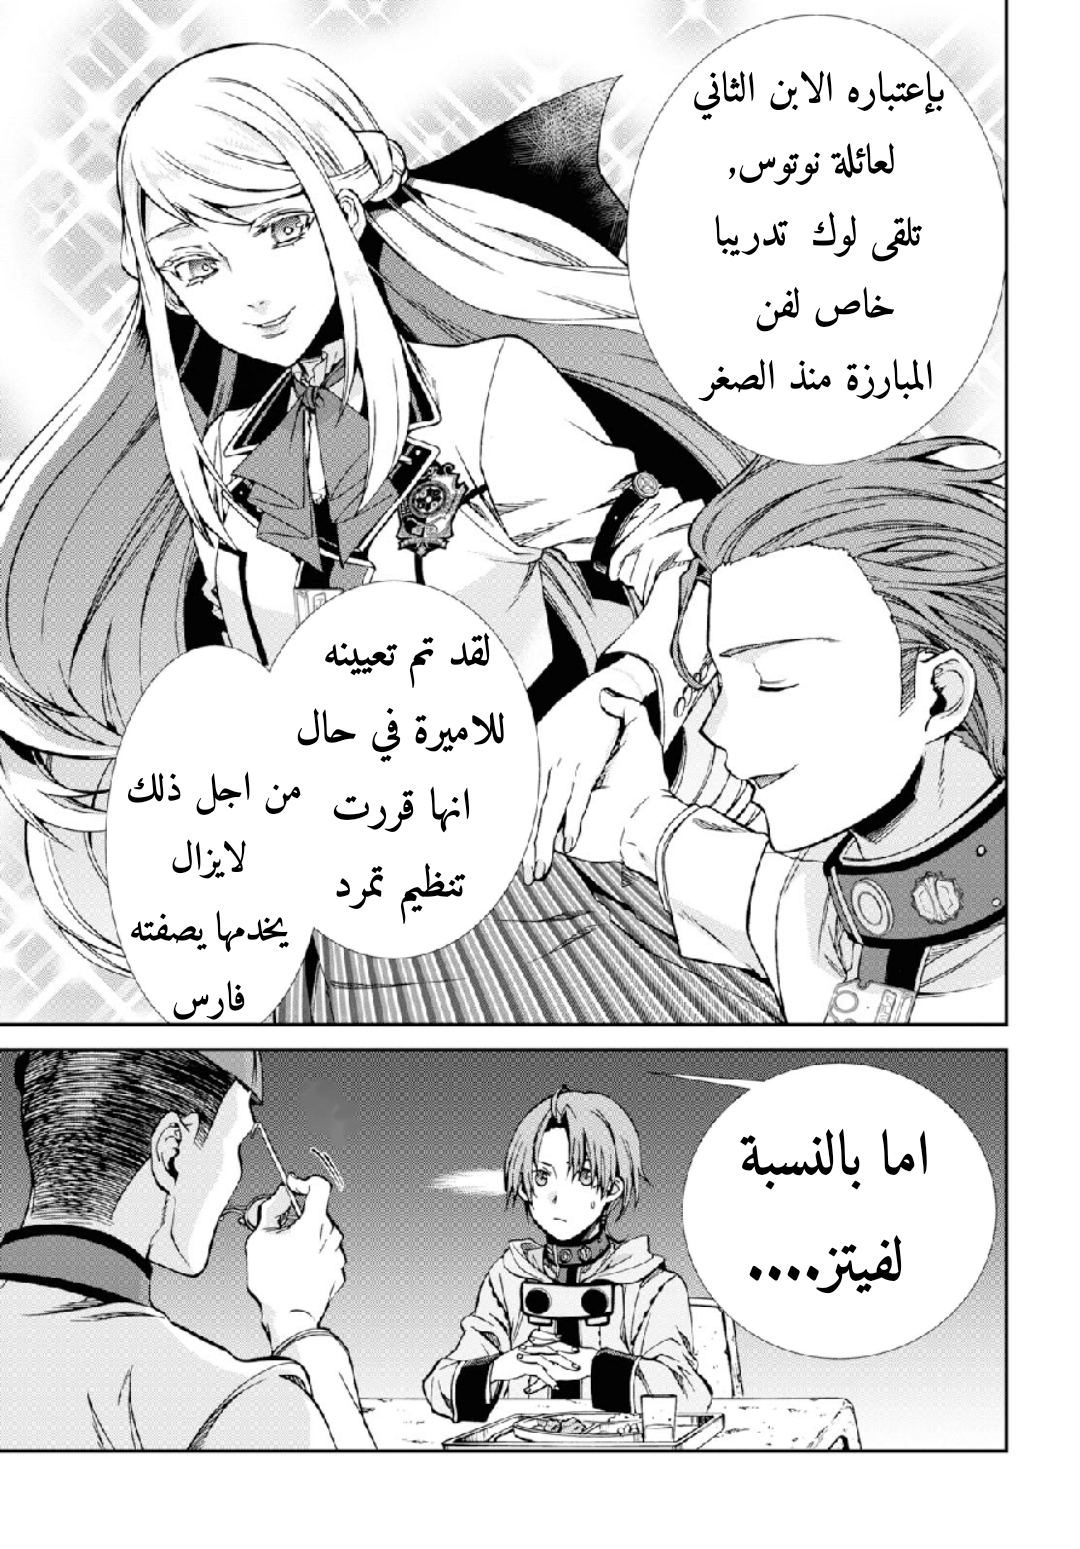 بإعتباره الابن الثاني
لعائلة نوتوس,
تلقى لوك تدريبا
خاص لفن
المبارزة منذ الصغر
لقد تم تعيينه
للاميرة في حال
انها قررت
تنظيم تمرد
من اجل ذلك
لايزال
يخدمها يصفته
فارس
اما بالنسبة
لفيتز....